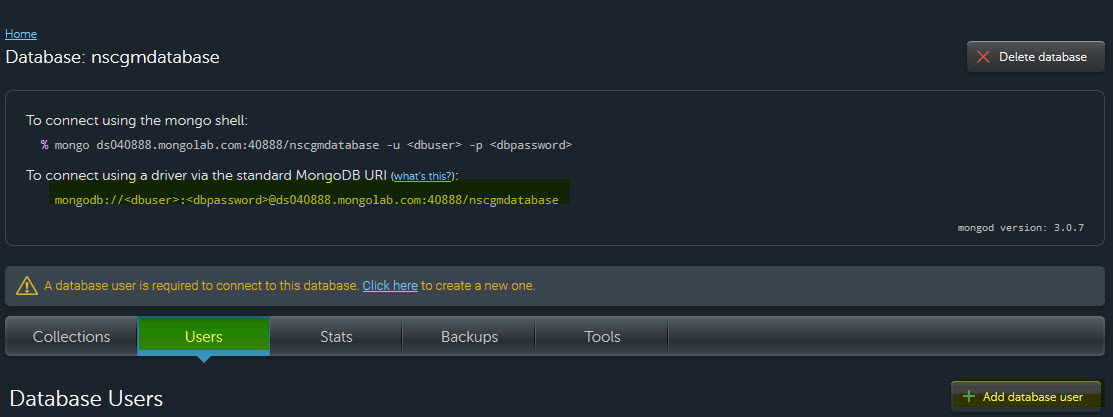 Home
Database: nscgmdatabase
Delete database
To connect using the mongo shell:
% mongo ds040888.mongolab.com:40888/nscgmdatabase -u <dbuser> -p <dbpassword>
To connect using a driver via the standard MongoDB URI (what's this?):
mongodb://<dbuser>:<dbpassword>@ds040888.mongolab.com:40888/nscgmdatabase
mongod version: 3.0.7
A database user is required to connect to this database. Click here to create a new one.
Collections Users Stats Backups Tools
Database Users
+ Add database user